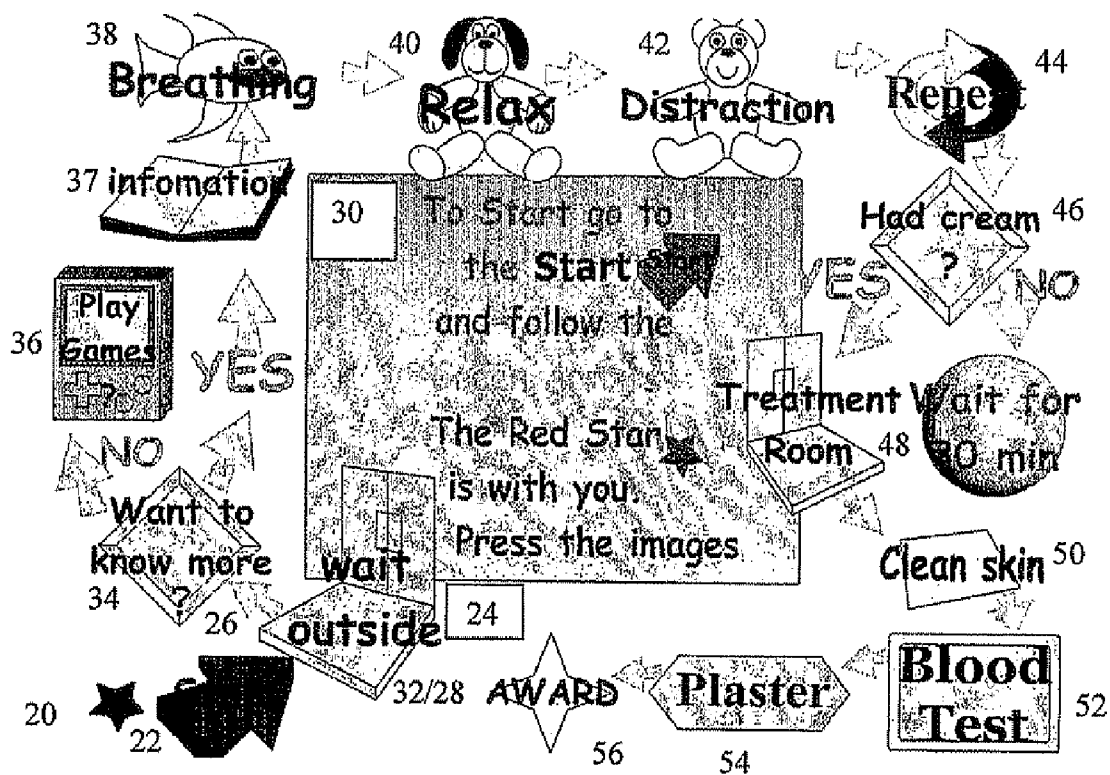 38
Breathing
40
Relax
42
Distraction
44
Repeat
37 infomation
30
To Start go to
the Start
Start
and follow the
The Red Star
is with you.
Press the images
Had cream
?
46
YES
NO
36
Play
Games
?
YES
NO
Treatment
Room
48
Wait for
30 min
Want to
know more
?
34
26
wait
outside
24
32/28
Clean skin
50
20
22
AWARD
56
Plaster
54
Blood
Test
52